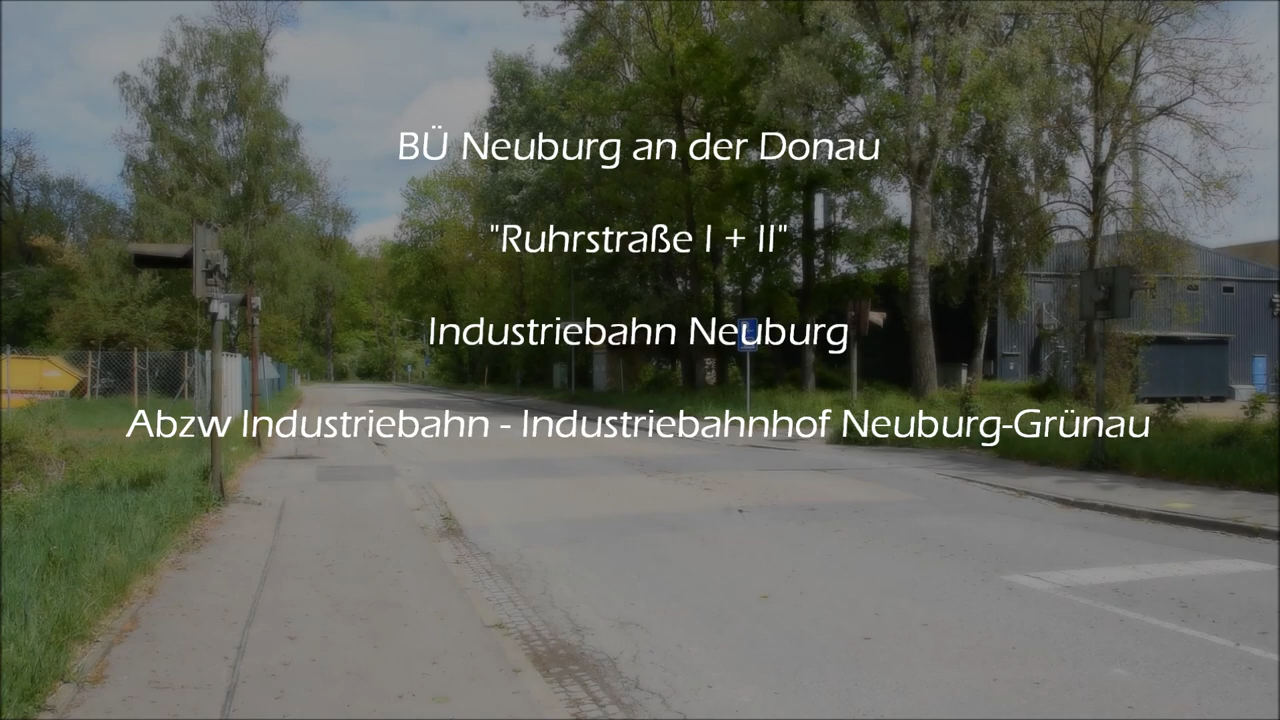 BÜ Neuburg an der Donau
"Ruhrstraße I + II"
Industriebahn Neuburg
Abzw Industriebahn - Industriebahnhof Neuburg-Grünau